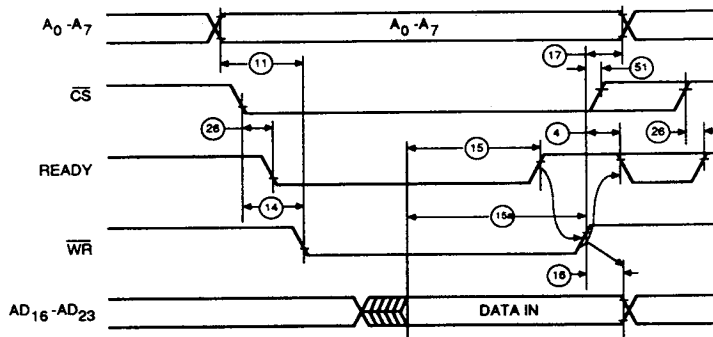 A0-A7 A0-A7
17
11 51
CS
26 4 26
15
READY
14 15a
WR
16
AD16-AD23 DATA IN